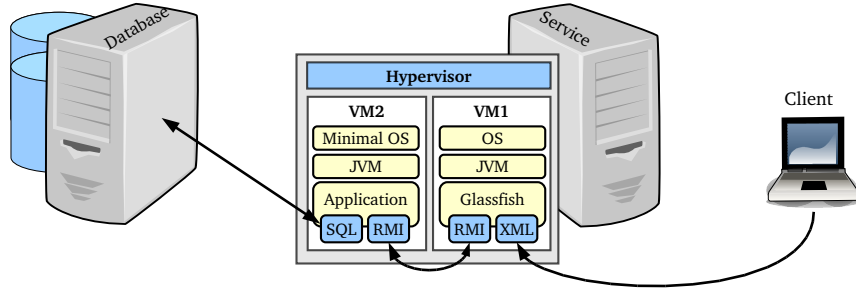 Database
Service
Hypervisor
VM2
VM1
Client
Minimal OS
OS
JVM
JVM
Application
Glassfish
SQL
RMI
RMI
XML